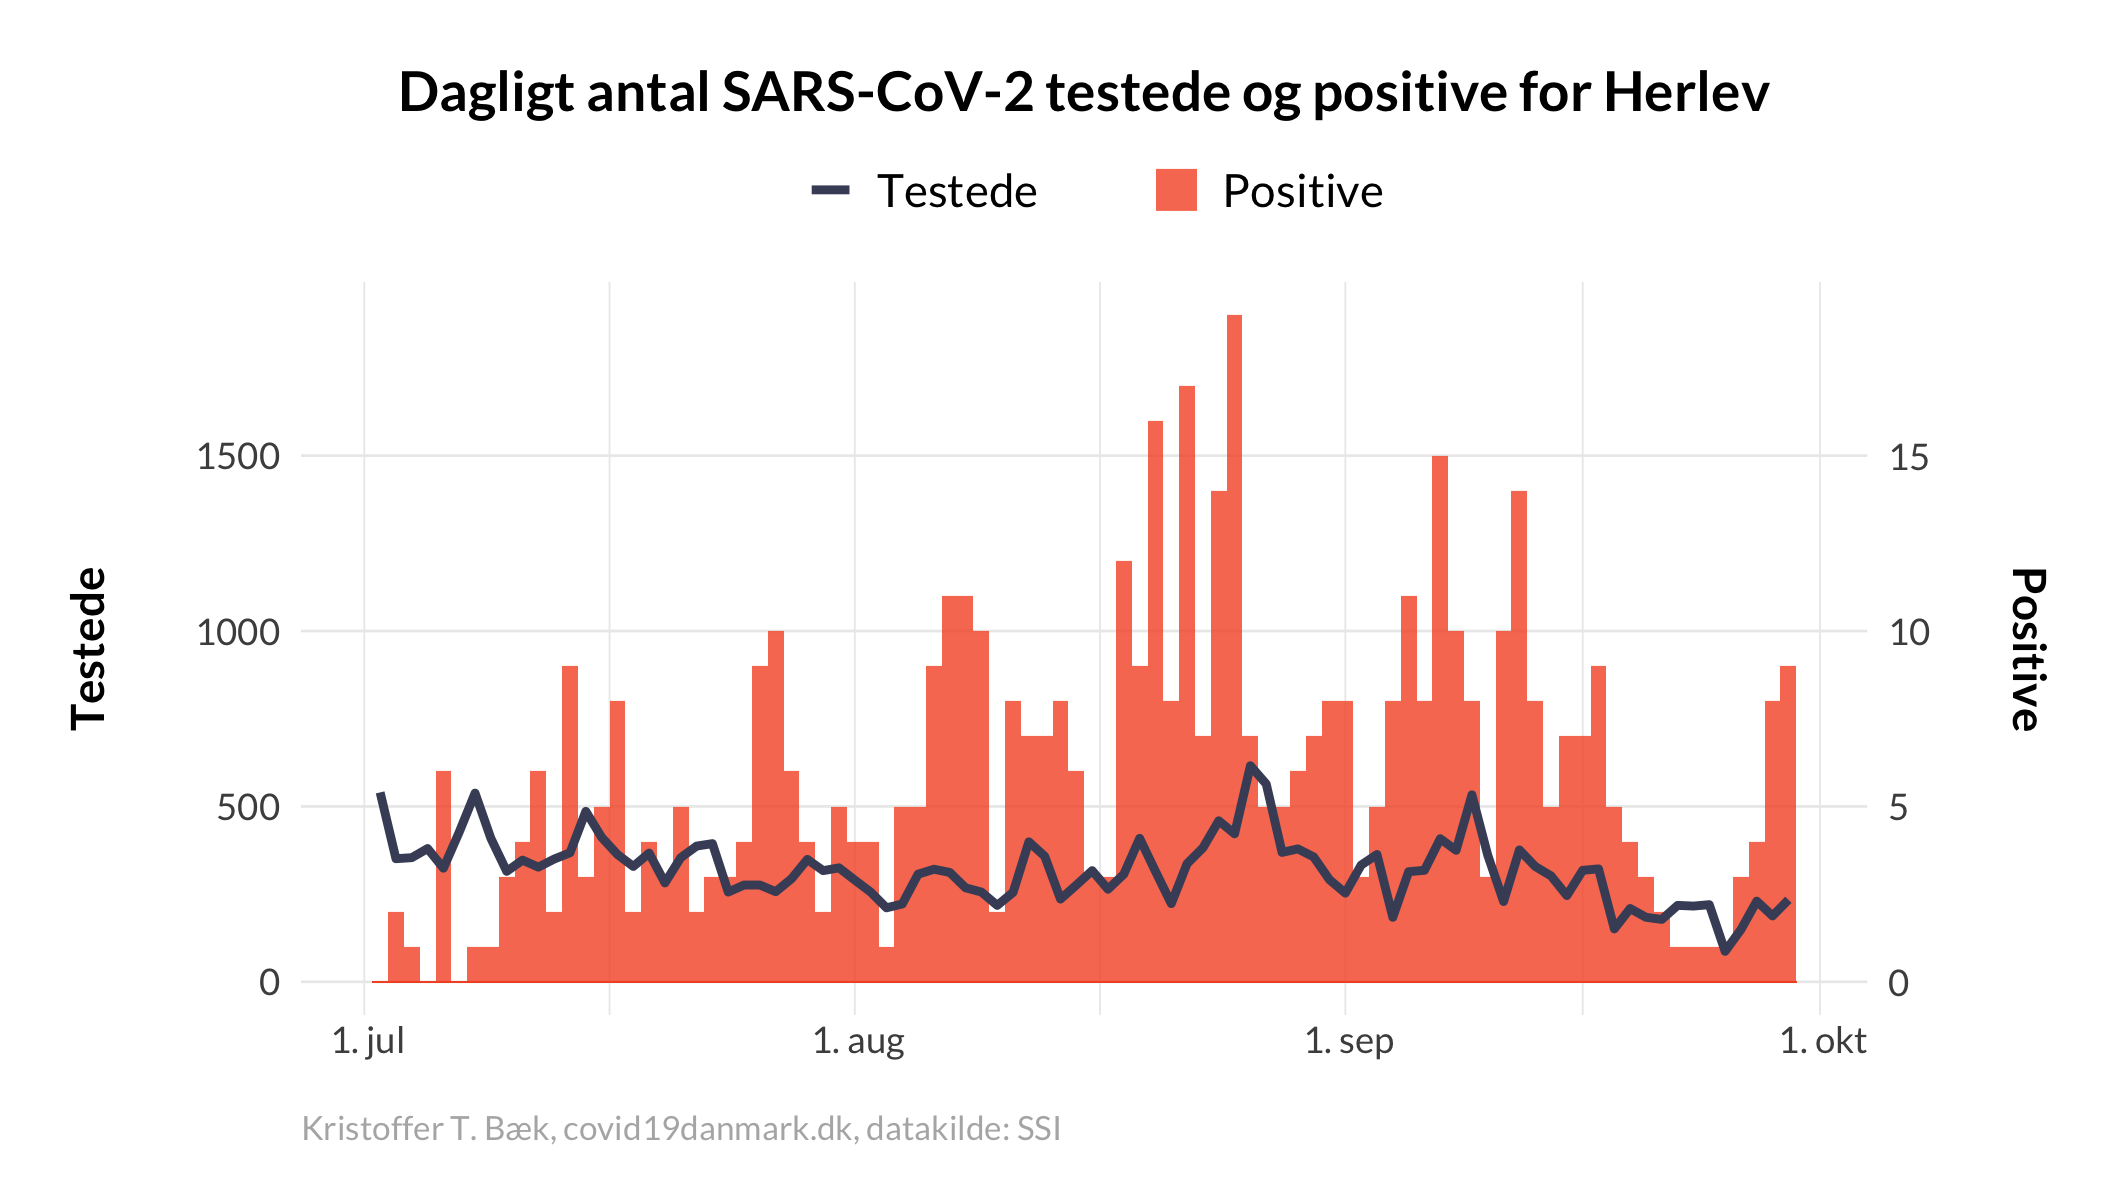 Dagligt antal SARS-CoV-2 testede og positive for Herlev
Testede
Positive
1500
1000
500
0
15
10
5
0
Testede
Positive
1. jul
1. aug
1. sep
1. okt
Kristoffer T. Bæk, covid19danmark.dk, datakilde: SSI